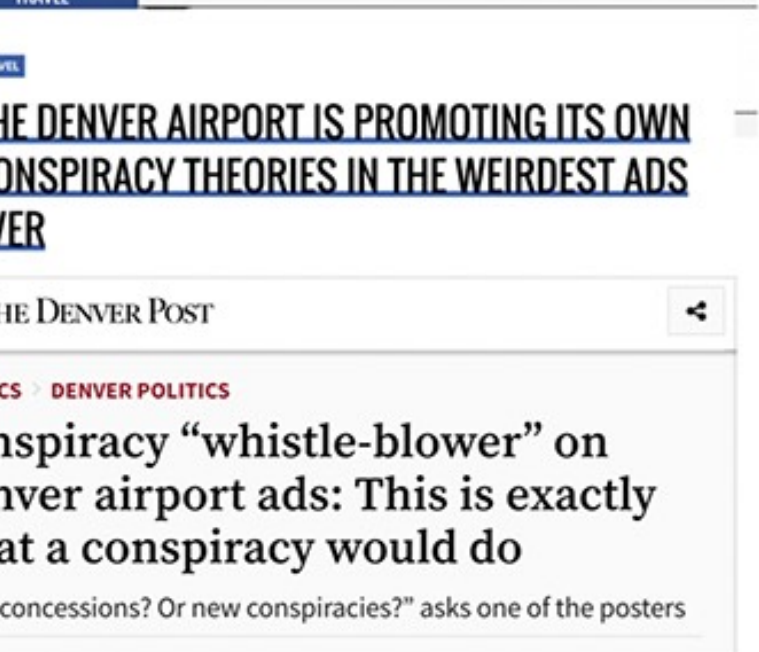 TRAVEL
VEL
HE DENVER AIRPORT IS PROMOTING ITS OWN
ONSPIRACY THEORIES IN THE WEIRDEST ADS
VER
HE DENVER POST
CS > DENVER POLITICS
nspiracy “whistle-blower” on
nver airport ads: This is exactly
at a conspiracy would do
concessions? Or new conspiracies?” asks one of the posters